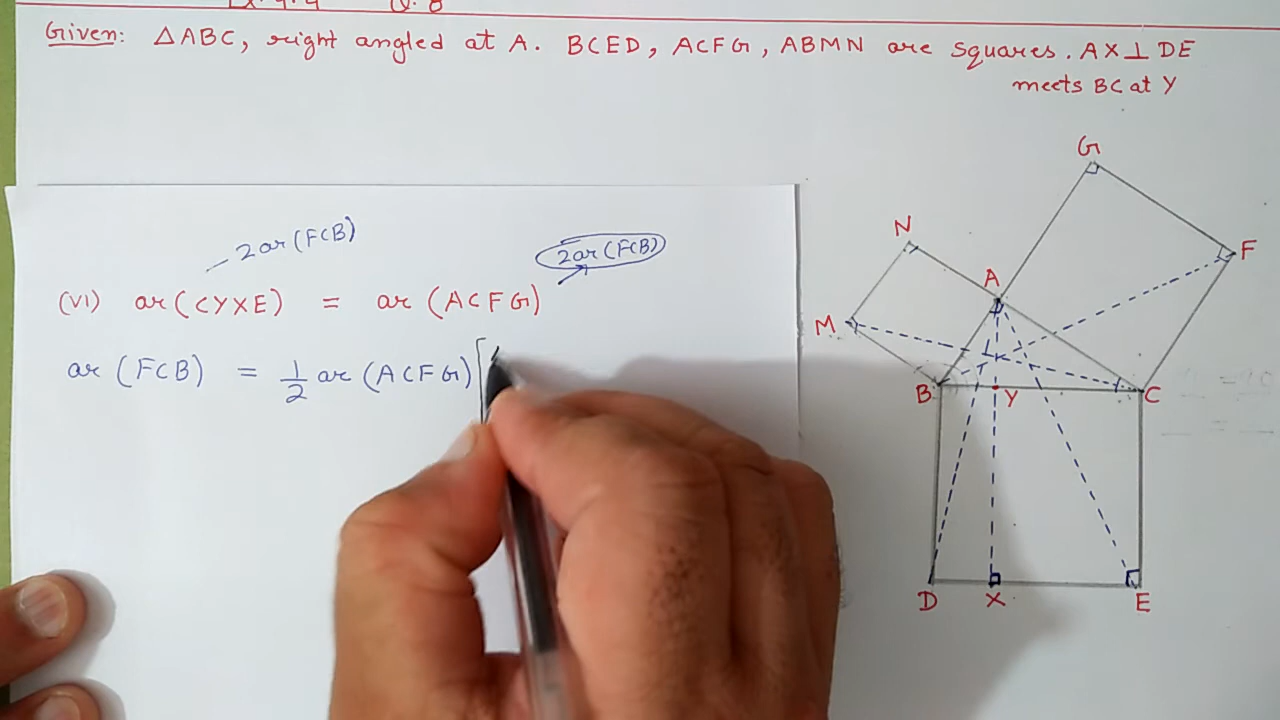 Given: △ABC, right angled at A. BCED, ACFG, ABMN are squares. AX⊥DE
meets BC at Y
2ar(FCB)
2ar(FCB)
(VI) ar(CYXE) = ar(ACFG)
ar(FCB) = 1/2 ar(ACFG) [
G
N
F
A
M
B
Y
C
D
X
E